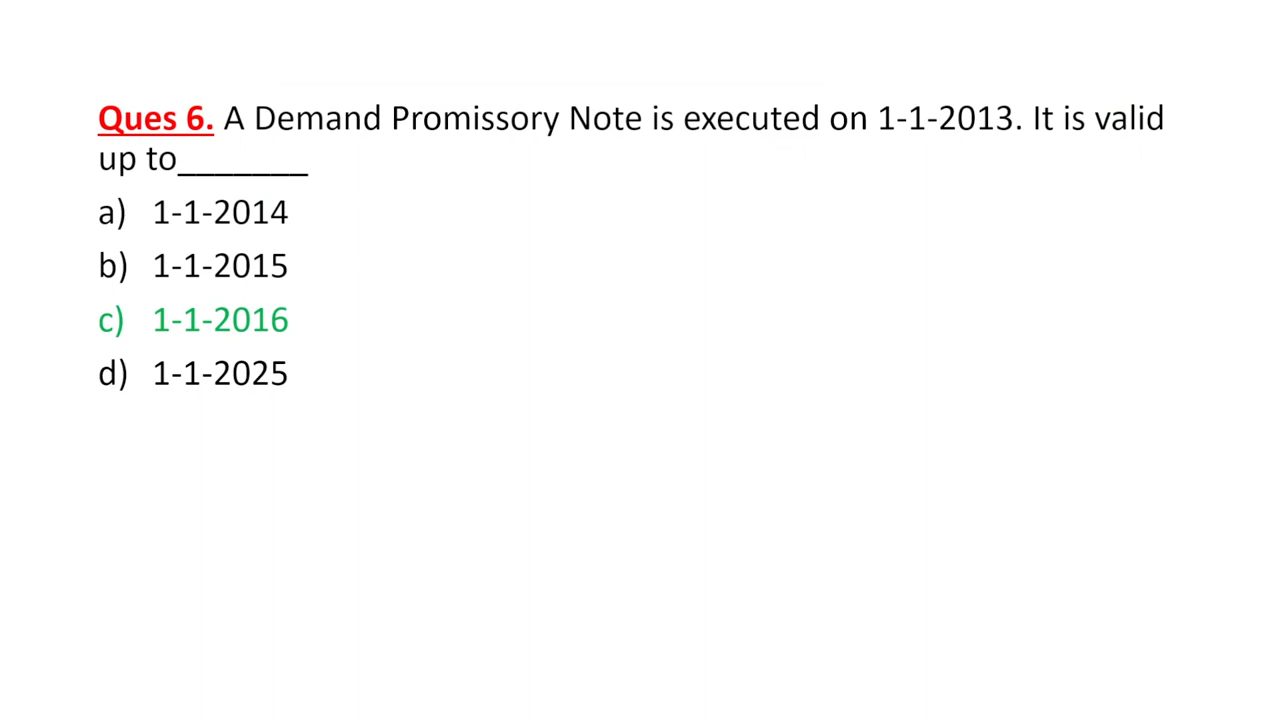 Ques 6. A Demand Promissory Note is executed on 1-1-2013. It is valid
up to_______
a) 1-1-2014
b) 1-1-2015
c) 1-1-2016
d) 1-1-2025